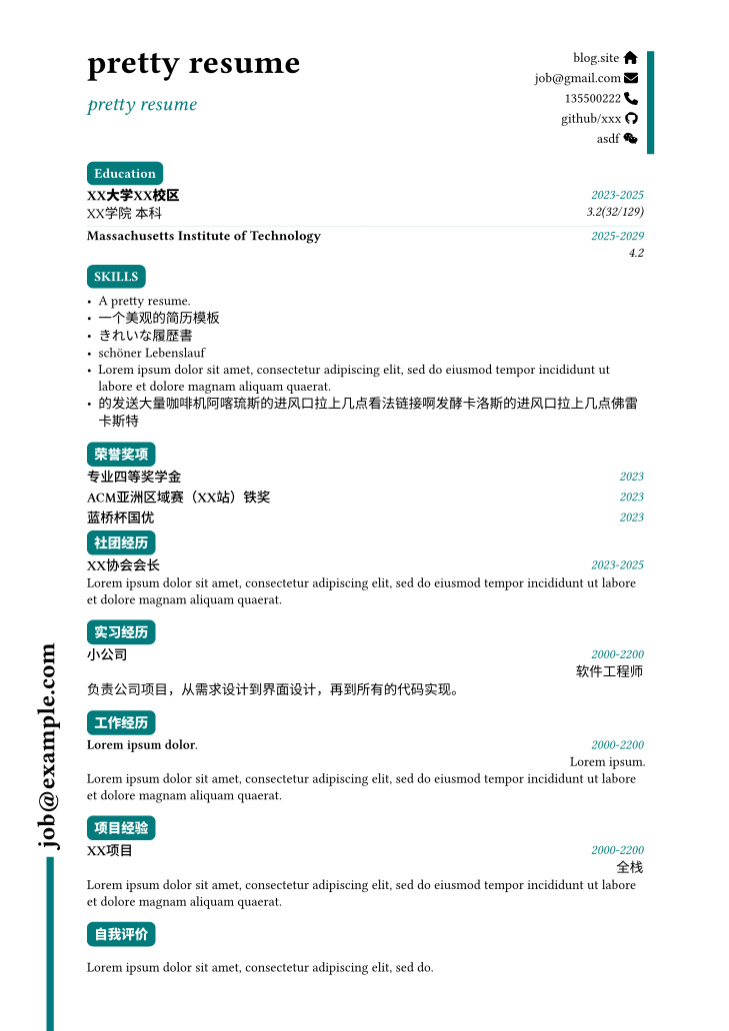 pretty resume
pretty resume
blog.site
job@gmail.com
135500222
github/xxx
asdf
Education
XX大学XX校区 2023-2025
XX学院 本科 3.2(32/129)
Massachusetts Institute of Technology 2025-2029
4.2
SKILLS
• A pretty resume.
• 一个美观的简历模板
• きれいな履歴書
• schöner Lebenslauf
• Lorem ipsum dolor sit amet, consectetur adipiscing elit, sed do eiusmod tempor incididunt ut
labore et dolore magnam aliquam quaerat.
• 的发送大量咖啡机阿喀琉斯的进风口拉上几点看法链接啊发酵卡洛斯的进风口拉上几点佛雷
卡斯特
荣誉奖项
专业四等奖学金 2023
ACM亚洲区域赛（XX站）铁奖 2023
蓝桥杯国优 2023
社团经历
XX协会会长 2023-2025
Lorem ipsum dolor sit amet, consectetur adipiscing elit, sed do eiusmod tempor incididunt ut labore
et dolore magnam aliquam quaerat.
实习经历
小公司 2000-2200
软件工程师
负责公司项目，从需求设计到界面设计，再到所有的代码实现。
工作经历
Lorem ipsum dolor. 2000-2200
Lorem ipsum.
Lorem ipsum dolor sit amet, consectetur adipiscing elit, sed do eiusmod tempor incididunt ut labore
et dolore magnam aliquam quaerat.
项目经验
XX项目 2000-2200
全栈
Lorem ipsum dolor sit amet, consectetur adipiscing elit, sed do eiusmod tempor incididunt ut labore
et dolore magnam aliquam quaerat.
自我评价
Lorem ipsum dolor sit amet, consectetur adipiscing elit, sed do.
job@example.com